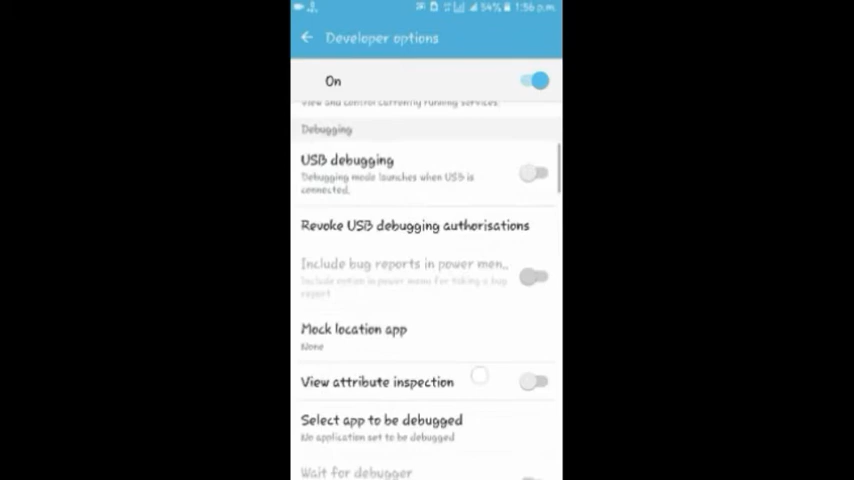 54% 1:56 p.m.
Developer options
On
View and control currently running services.
Debugging
USB debugging
Debugging mode launches when USB is
connected.
Revoke USB debugging authorisations
Include bug reports in power men...
Include option in power menu for taking a bug
report
Mock location app
None
View attribute inspection
Select app to be debugged
No application set to be debugged
Wait for debugger